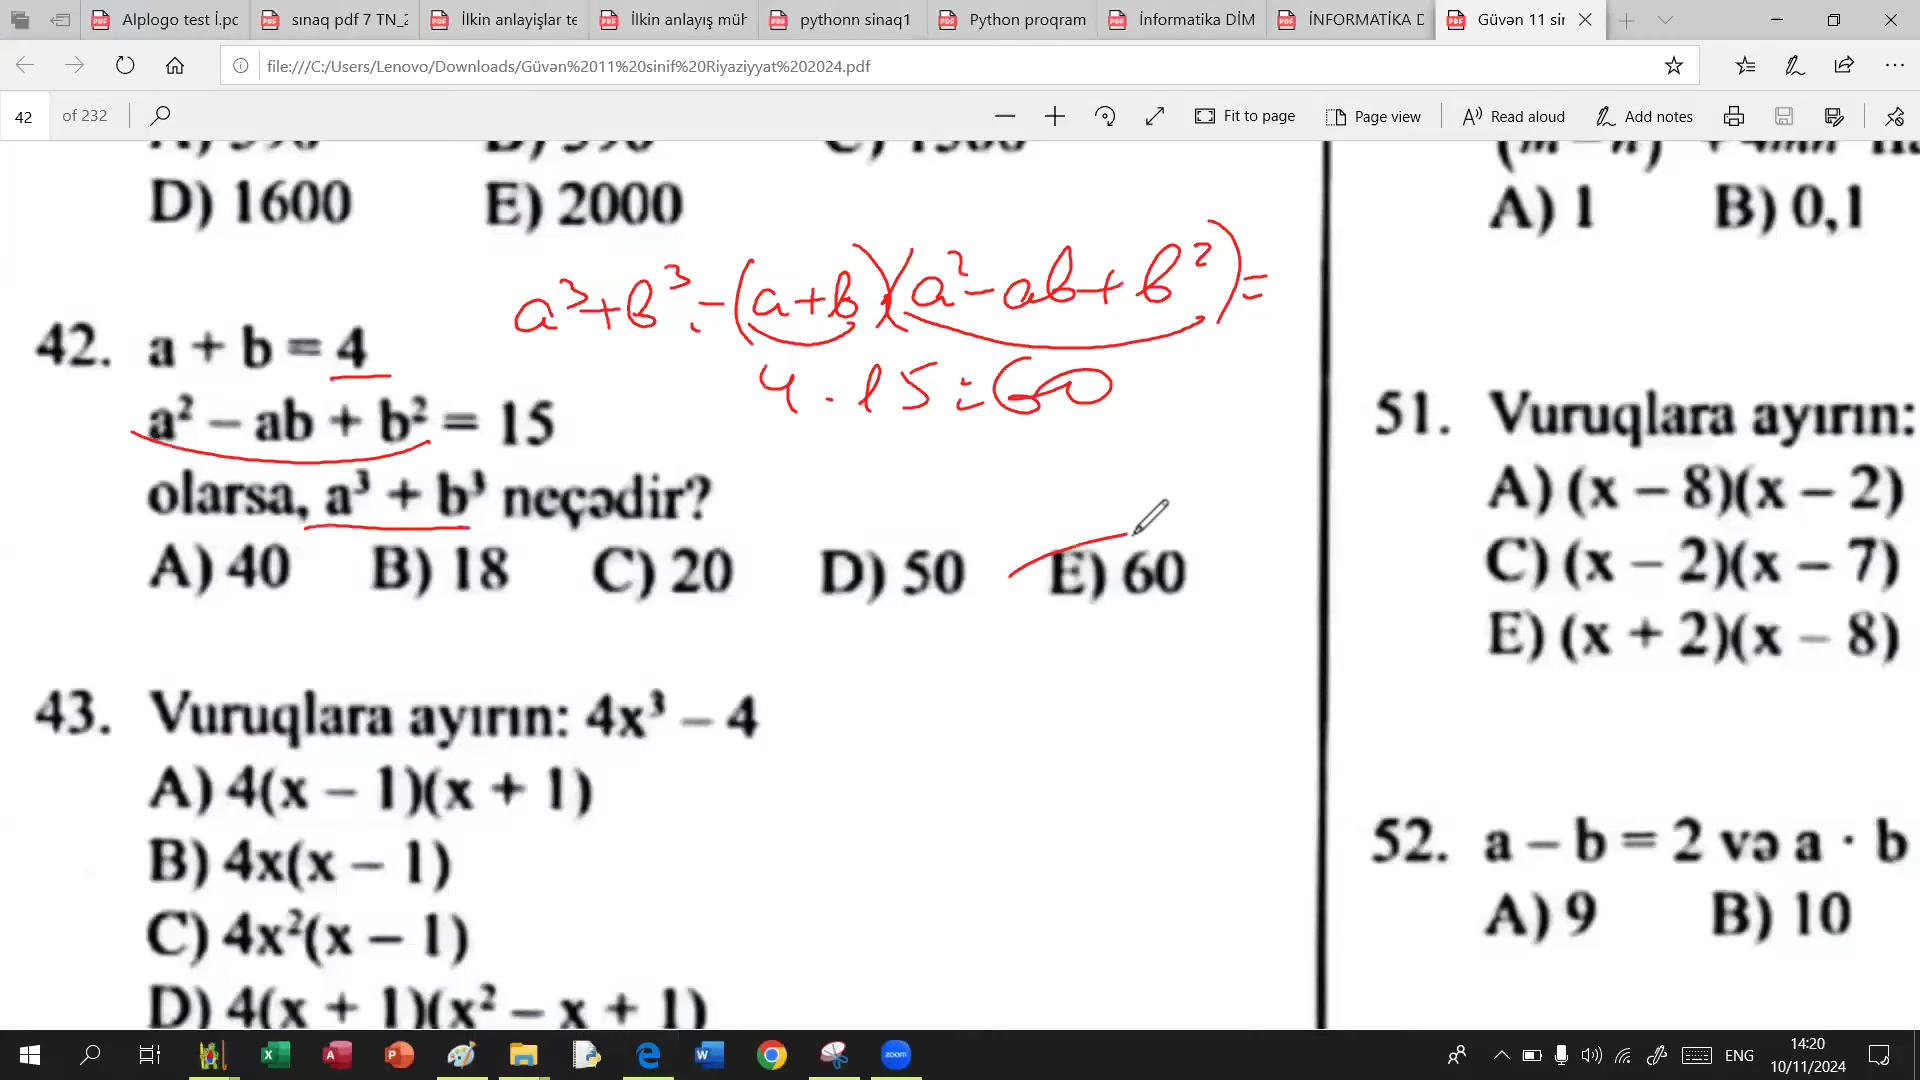 Alplogo test İ.pc
sınaq pdf 7 TN_2
İlkin anlayişlar te
İlkin anlayış müh
pythonn sinaq1
Python proqram
İnformatika DİM
İNFORMATİKA D
Güvən 11 sin
file:///C:/Users/Lenovo/Downloads/Güvən%2011%20sinif%20Riyaziyyat%202024.pdf
42 of 232
Fit to page
Page view
Read aloud
Add notes
D) 1600 E) 2000
a³+b³=(a+b)(a²-ab+b²)=
4·15=60
42. a + b = 4
a² – ab + b² = 15
olarsa, a³ + b³ neçədir?
A) 40 B) 18 C) 20 D) 50 E) 60
43. Vuruqlara ayırın: 4x³ – 4
A) 4(x – 1)(x + 1)
B) 4x(x – 1)
C) 4x²(x – 1)
D) 4(x + 1)(x² – x + 1)
A) 1 B) 0,1
51. Vuruqlara ayırın:
A) (x – 8)(x – 2)
C) (x – 2)(x – 7)
E) (x + 2)(x – 8)
52. a – b = 2 və a · b
A) 9 B) 10
zoom
ENG
14:20
10/11/2024